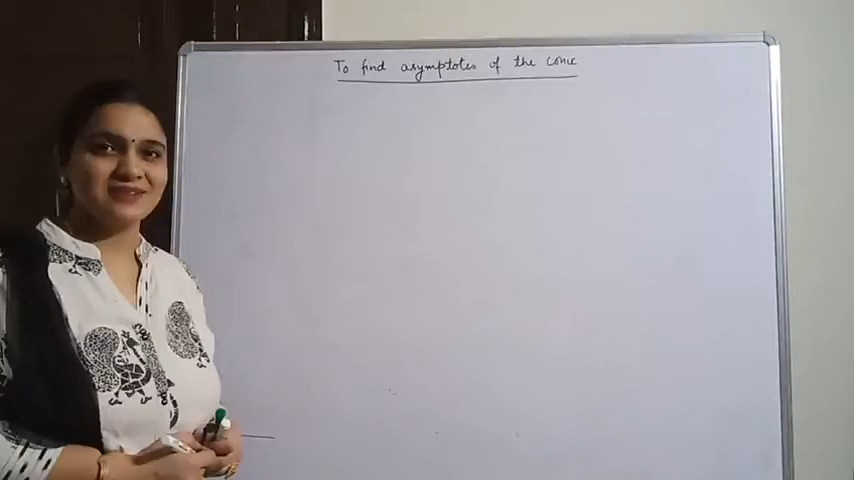 To find asymptotes of the conic